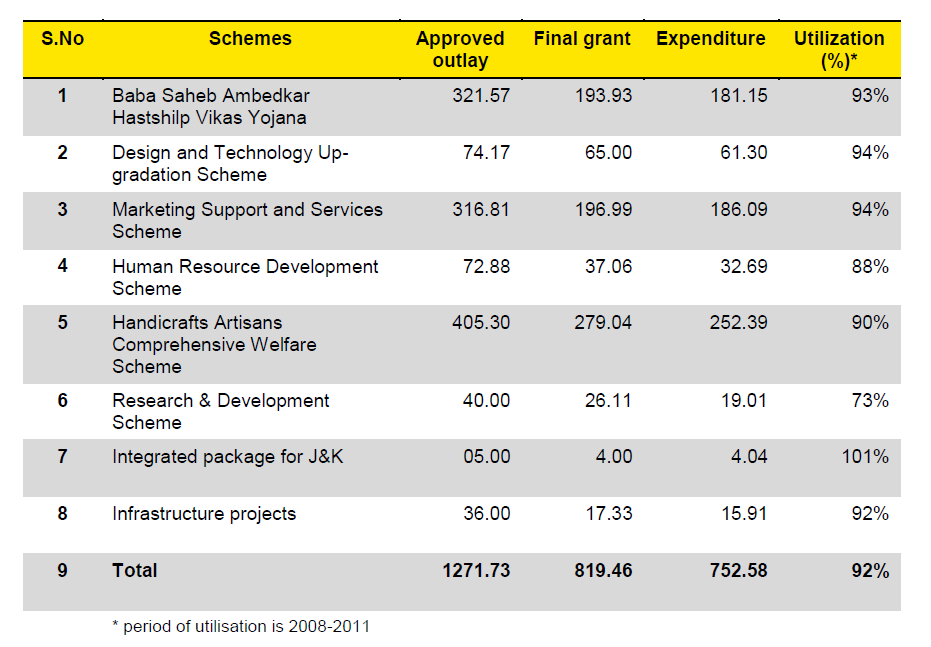 S.No Schemes Approved Final grant Expenditure Utilization
outlay (%)*
1 Baba Saheb Ambedkar 321.57 193.93 181.15 93%
Hastshilp Vikas Yojana
2 Design and Technology Up- 74.17 65.00 61.30 94%
gradation Scheme
3 Marketing Support and Services 316.81 196.99 186.09 94%
Scheme
4 Human Resource Development 72.88 37.06 32.69 88%
Scheme
5 Handicrafts Artisans 405.30 279.04 252.39 90%
Comprehensive Welfare
Scheme
6 Research & Development 40.00 26.11 19.01 73%
Scheme
7 Integrated package for J&K 05.00 4.00 4.04 101%
8 Infrastructure projects 36.00 17.33 15.91 92%
9 Total 1271.73 819.46 752.58 92%
* period of utilisation is 2008-2011